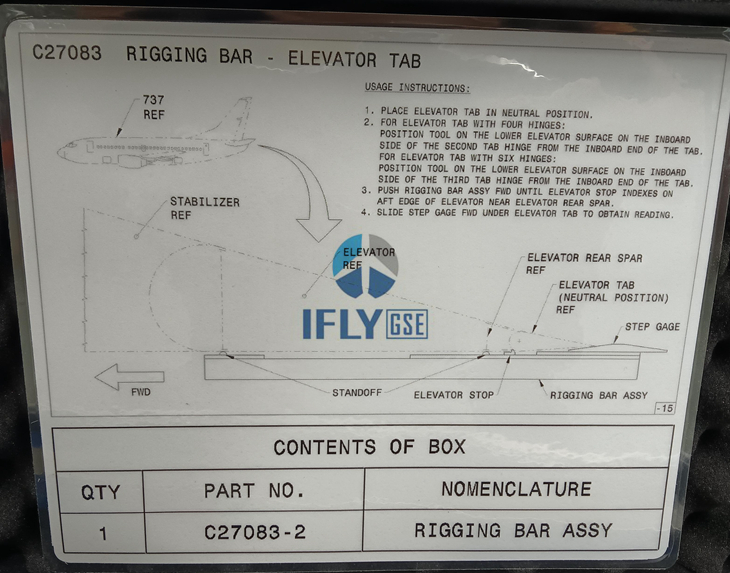 C27083 RIGGING BAR - ELEVATOR TAB
USAGE INSTRUCTIONS:
1. PLACE ELEVATOR TAB IN NEUTRAL POSITION.
2. FOR ELEVATOR TAB WITH FOUR HINGES:
POSITION TOOL ON THE LOWER ELEVATOR SURFACE ON THE INBOARD
SIDE OF THE SECOND TAB HINGE FROM THE INBOARD END OF THE TAB.
FOR ELEVATOR TAB WITH SIX HINGES:
POSITION TOOL ON THE LOWER ELEVATOR SURFACE ON THE INBOARD
SIDE OF THE THIRD TAB HINGE FROM THE INBOARD END OF THE TAB.
3. PUSH RIGGING BAR ASSY FWD UNTIL ELEVATOR STOP INDEXES ON
AFT EDGE OF ELEVATOR NEAR ELEVATOR REAR SPAR.
4. SLIDE STEP GAGE FWD UNDER ELEVATOR TAB TO OBTAIN READING.
737
REF
STABILIZER
REF
ELEVATOR
REF
ELEVATOR REAR SPAR
REF
ELEVATOR TAB
(NEUTRAL POSITION)
REF
STEP GAGE
IFLY GSE
FWD
STANDOFF
ELEVATOR STOP
RIGGING BAR ASSY
-15
CONTENTS OF BOX
QTY PART NO. NOMENCLATURE
1 C27083-2 RIGGING BAR ASSY